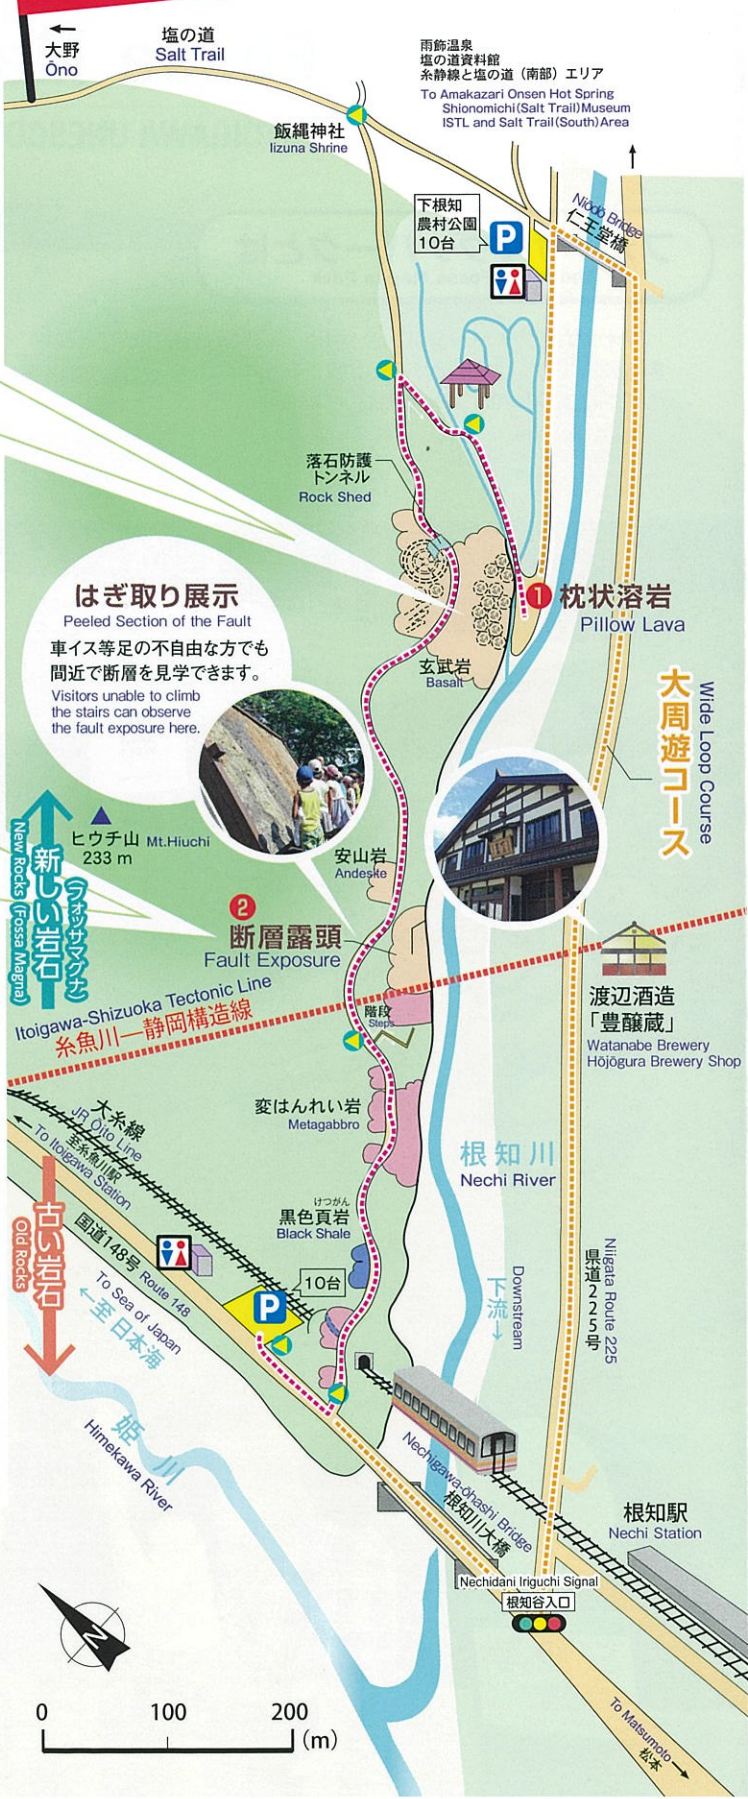 ←
大野
Ōno
塩の道
Salt Trail
雨飾温泉
塩の道資料館
糸静線と塩の道（南部）エリア
To Amakazari Onsen Hot Spring
Shionomichi(Salt Trail)Museum
ISTL and Salt Trail(South)Area
飯縄神社
Iizuna Shrine
下根知
農村公園
10台
P
Niōdō Bridge
仁王堂橋
落石防護
トンネル
Rock Shed
はぎ取り展示
Peeled Section of the Fault
車イス等足の不自由な方でも
間近で断層を見学できます。
Visitors unable to climb
the stairs can observe
the fault exposure here.
1 枕状溶岩
Pillow Lava
玄武岩
Basalt
大周遊コース
Wide Loop Course
ヒウチ山 Mt.Hiuchi
233 m
新しい岩石
（フォッサマグナ）
New Rocks (Fossa Magna)
安山岩
Andesite
2
断層露頭
Fault Exposure
Itoigawa-Shizuoka Tectonic Line
糸魚川—静岡構造線
階段
Steps
渡辺酒造
「豊醸蔵」
Watanabe Brewery
Hōjōgura Brewery Shop
大糸線
JR Ōito Line
至糸魚川駅
To Itoigawa Station
変はんれい岩
Metagabbro
根知川
Nechi River
古い岩石
Old Rocks
国道148号 Route 148
けつがん
黒色頁岩
Black Shale
10台
P
To Sea of Japan
←至日本海
下流→
Downstream
県道225号
Niigata Route 225
姫川
Himekawa River
Nechigawa-ōhashi Bridge
根知川大橋
根知駅
Nechi Station
Nechidani Iriguchi Signal
根知谷入口
N
0 100 200
(m)
To Matsumoto
松本